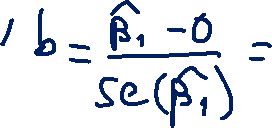 / b = (β̂₁ - 0) / se(β̂₁) =